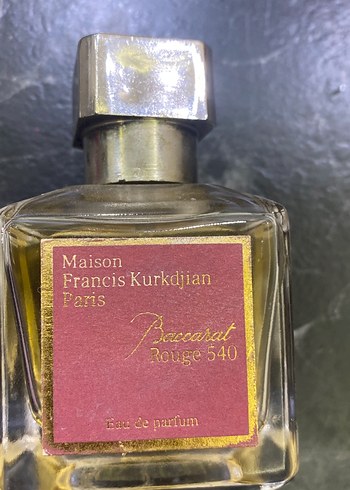 Maison
Francis Kurkdjian
Paris
Baccarat
Rouge 540
Eau de parfum